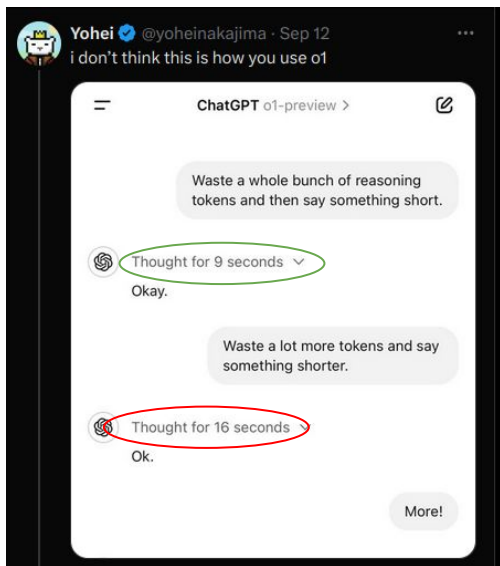 Yohei @yoheinakajima · Sep 12
i don't think this is how you use o1
ChatGPT o1-preview >
Waste a whole bunch of reasoning
tokens and then say something short.
Thought for 9 seconds
Okay.
Waste a lot more tokens and say
something shorter.
Thought for 16 seconds
Ok.
More!